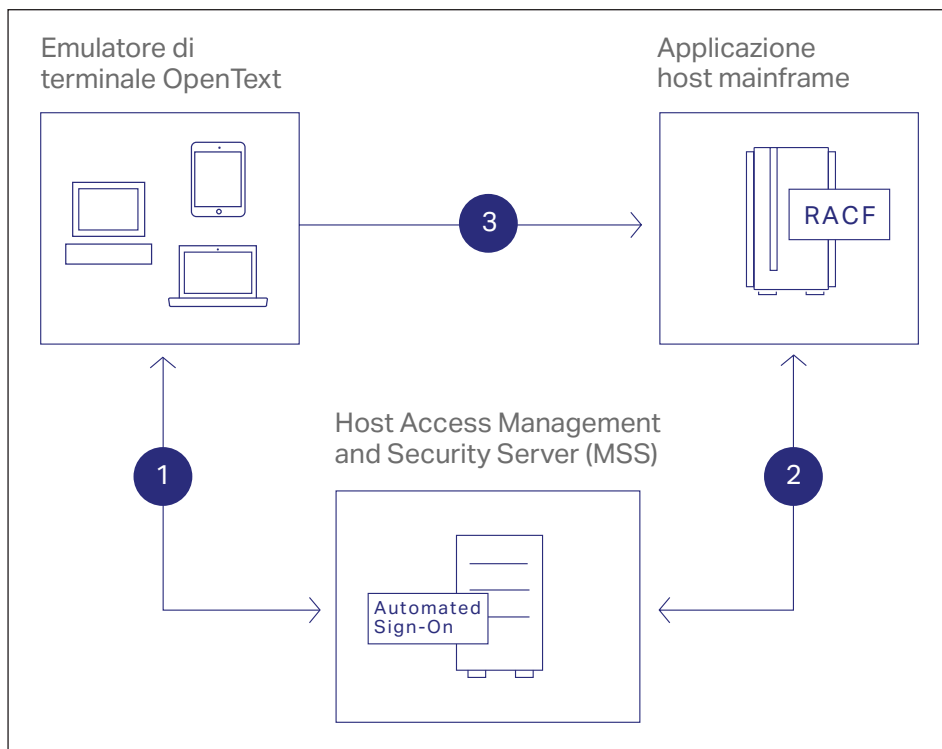 Emulatore di
terminale OpenText
Applicazione
host mainframe
3
RACF
Host Access Management
and Security Server (MSS)
1
2
Automated
Sign-On